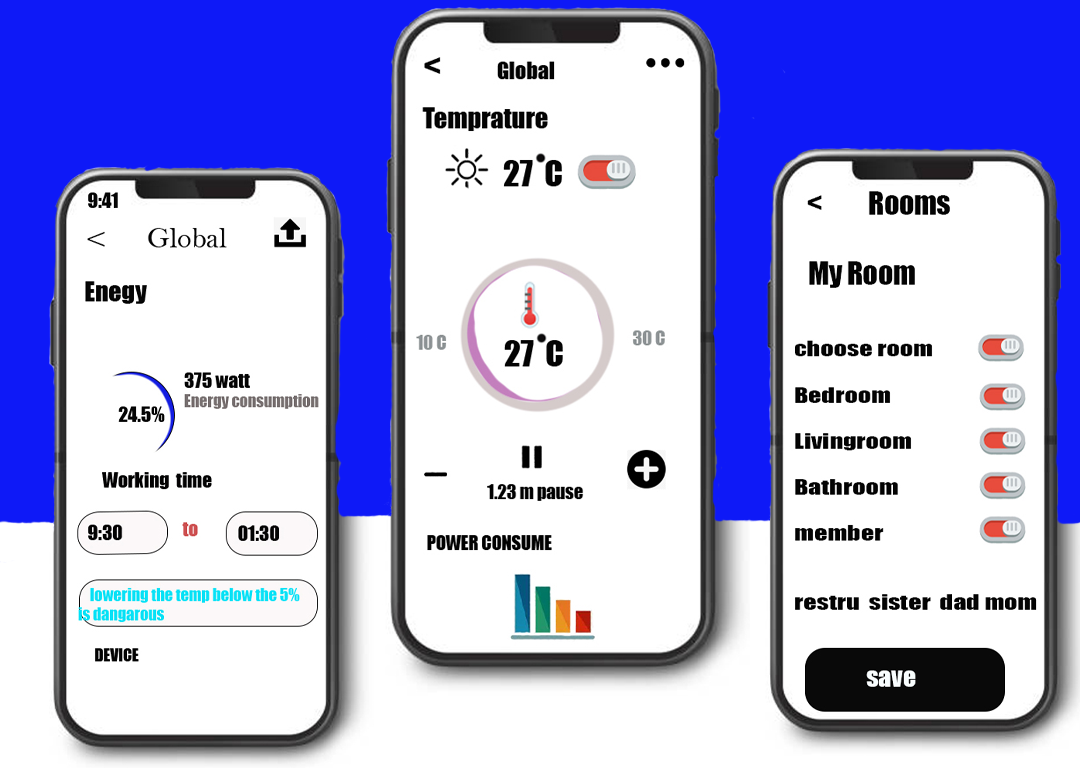 9:41
< Global
Enegy
24.5%
375 watt
Energy consumption
Working time
9:30 to 01:30
lowering the temp below the 5%
is dangarous
DEVICE
< Global •••
Temprature
27°C
10 C
27°C
30 C
1.23 m pause
POWER CONSUME
< Rooms
My Room
choose room
Bedroom
Livingroom
Bathroom
member
restru sister dad mom
save